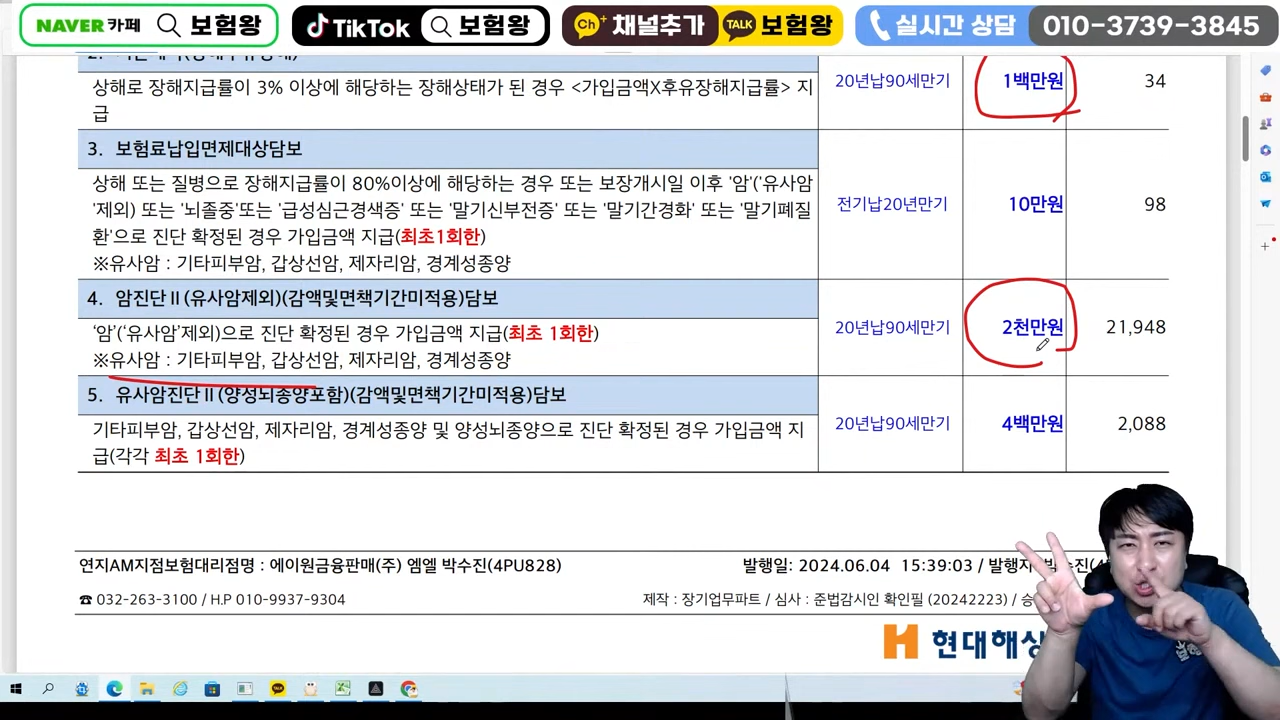 NAVER 카페 보험왕
TikTok 보험왕
Ch+ 채널추가 TALK 보험왕
실시간 상담 010-3739-3845
상해로 장해지급률이 3% 이상에 해당하는 장해상태가 된 경우 <가입금액X후유장해지급률> 지
급
20년납90세만기 1백만원 34
3. 보험료납입면제대상담보
상해 또는 질병으로 장해지급률이 80%이상에 해당하는 경우 또는 보장개시일 이후 '암'('유사암
'제외) 또는 '뇌졸중'또는 '급성심근경색증' 또는 '말기신부전증' 또는 '말기간경화' 또는 '말기폐질
환'으로 진단 확정된 경우 가입금액 지급(최초1회한)
※유사암 : 기타피부암, 갑상선암, 제자리암, 경계성종양
전기납20년만기 10만원 98
4. 암진단Ⅱ(유사암제외)(감액및면책기간미적용)담보
'암'('유사암'제외)으로 진단 확정된 경우 가입금액 지급(최초 1회한)
※유사암 : 기타피부암, 갑상선암, 제자리암, 경계성종양
20년납90세만기 2천만원 21,948
5. 유사암진단Ⅱ(양성뇌종양포함)(감액및면책기간미적용)담보
기타피부암, 갑상선암, 제자리암, 경계성종양 및 양성뇌종양으로 진단 확정된 경우 가입금액 지
급(각각 최초 1회한)
20년납90세만기 4백만원 2,088
연지AM지점보험대리점명 : 에이원금융판매(주) 엠엘 박수진(4PU828)
발행일: 2024.06.04 15:39:03 / 발행자
☎ 032-263-3100 / H.P 010-9937-9304
제작 : 장기업무파트 / 심사 : 준법감시인 확인필 (20242223) / 승
현대해상